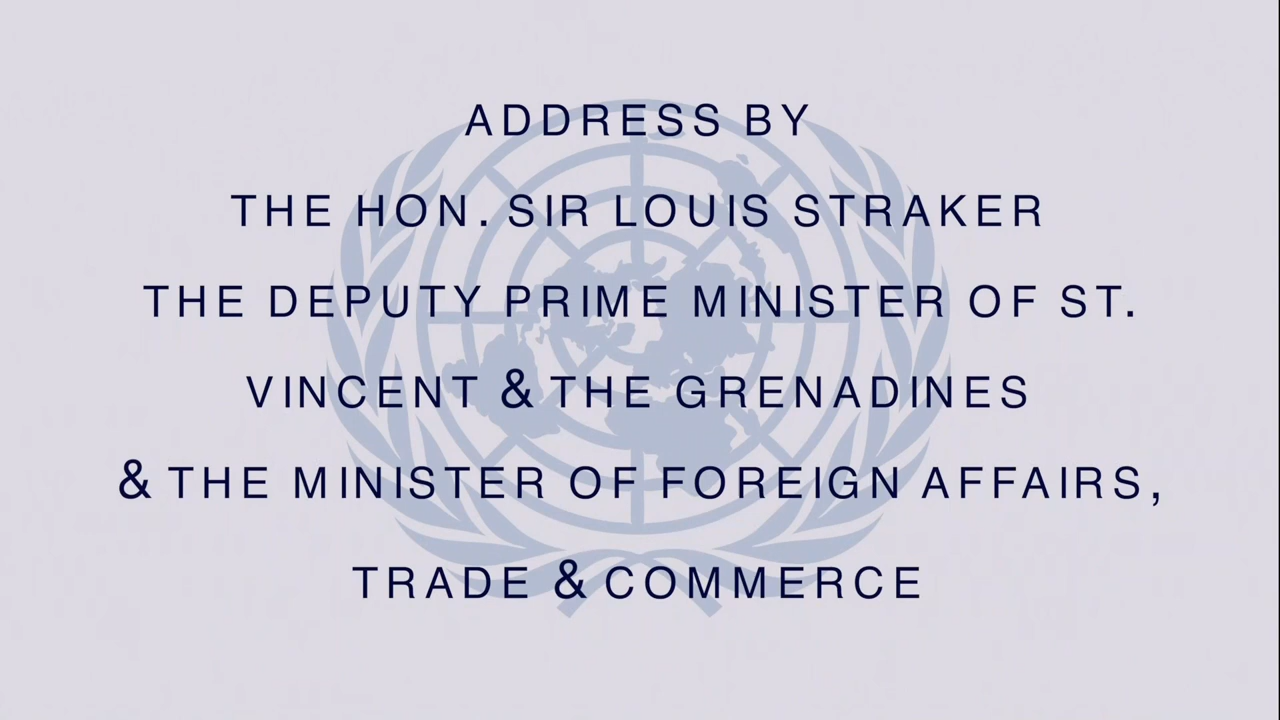 ADDRESS BY
THE HON. SIR LOUIS STRAKER
THE DEPUTY PRIME MINISTER OF ST.
VINCENT & THE GRENADINES
& THE MINISTER OF FOREIGN AFFAIRS,
TRADE & COMMERCE